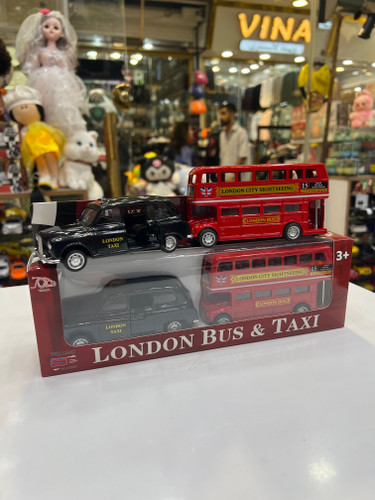 VINA
LONDON CITY SIGHTSEEING
15
LONDON BUS
LONDON
TAXI
LONDON CITY SIGHTSEEING
LONDON BUS
LONDON
TAXI
3+
LONDON BUS & TAXI